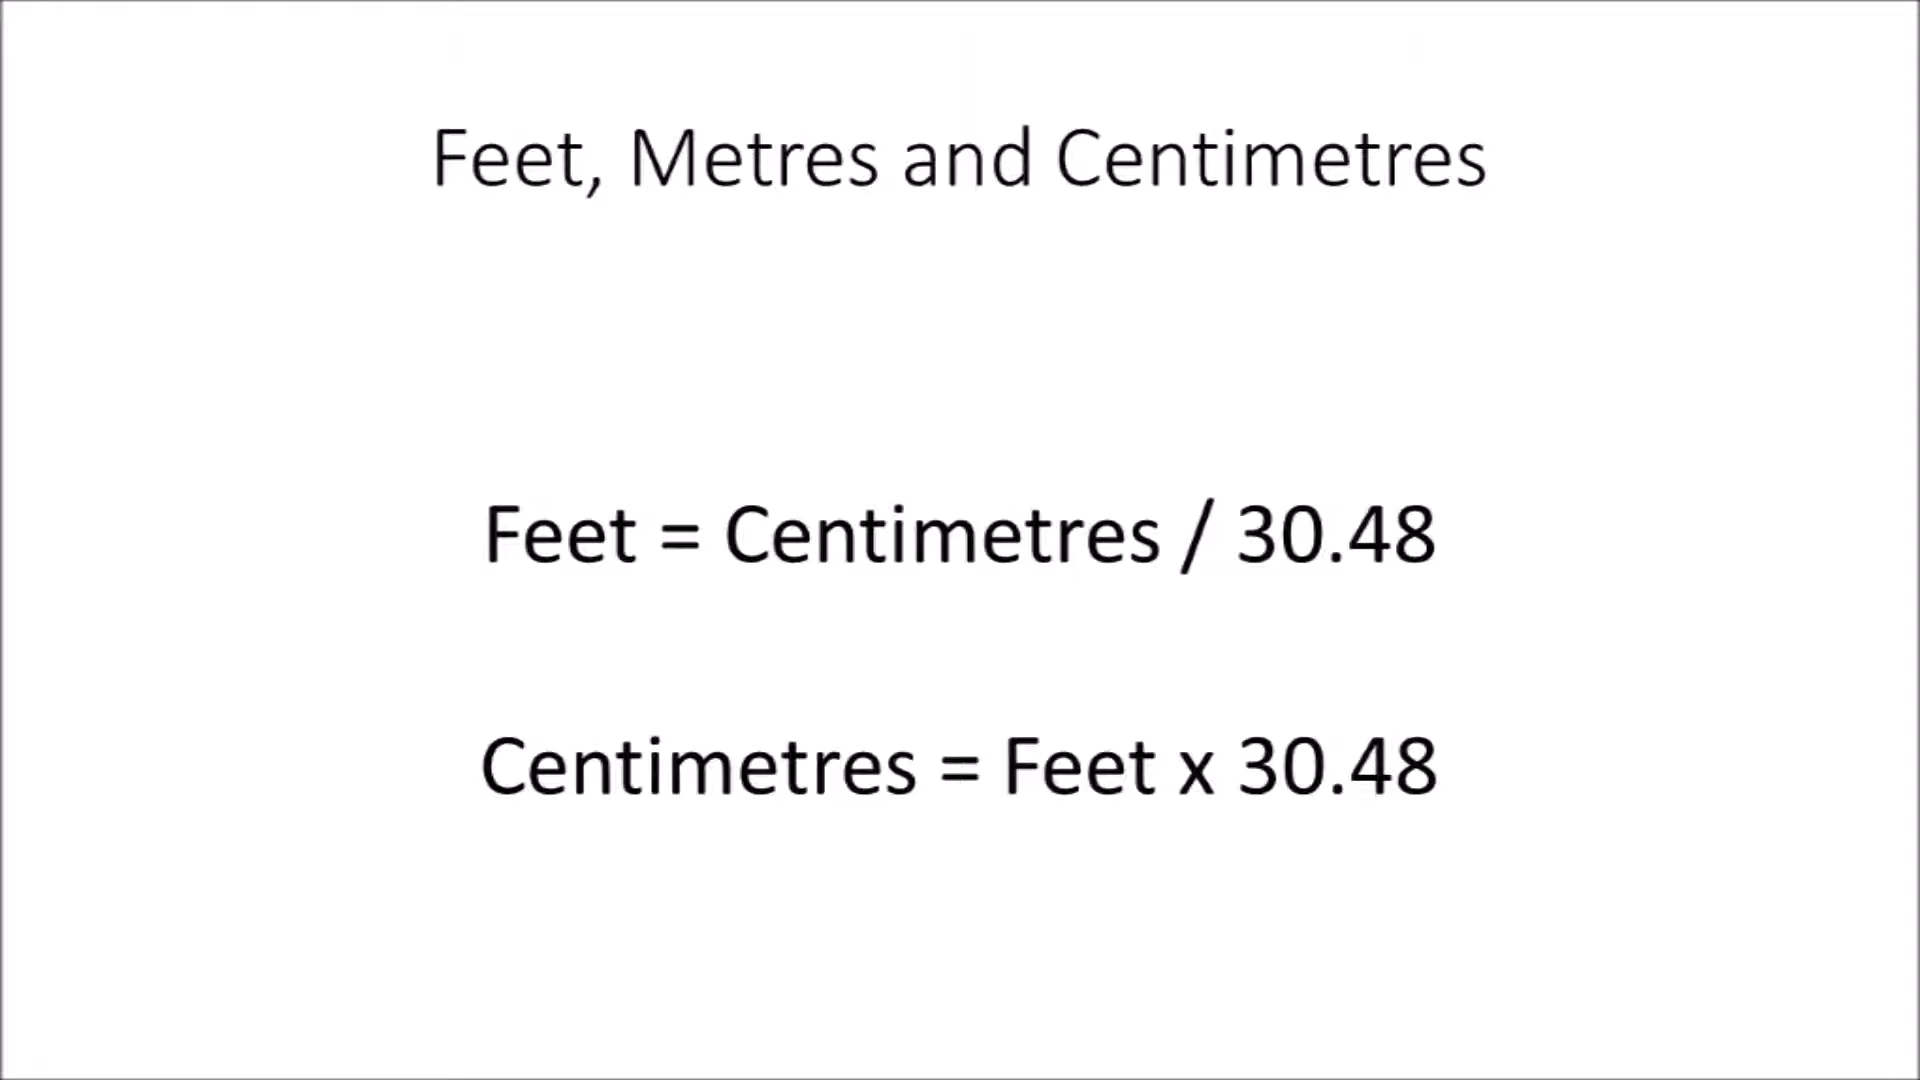 Feet, Metres and Centimetres
Feet = Centimetres / 30.48
Centimetres = Feet x 30.48